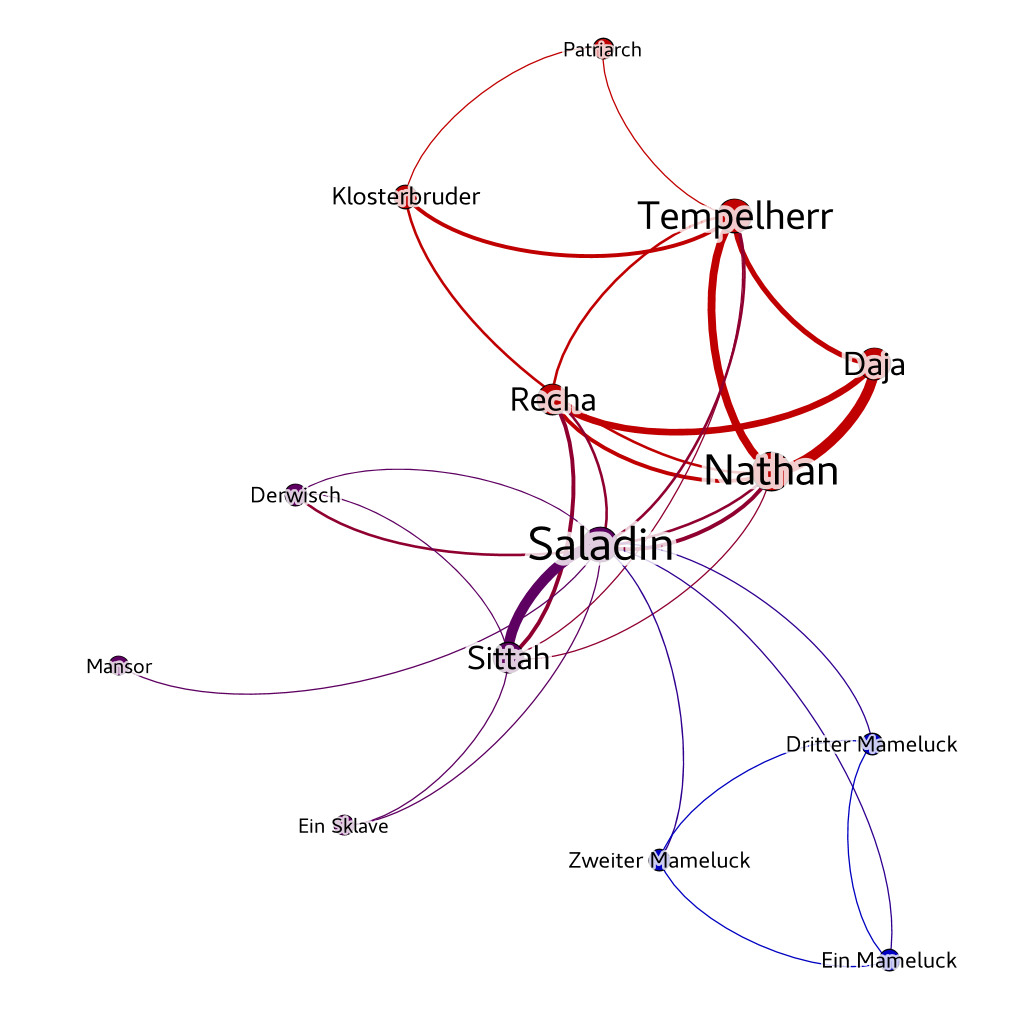 Patriarch
Klosterbruder
Tempelherr
Daja
Recha
Nathan
Derwisch
Saladin
Sittah
Mansor
Dritter Mameluck
Ein Sklave
Zweiter Mameluck
Ein Mameluck